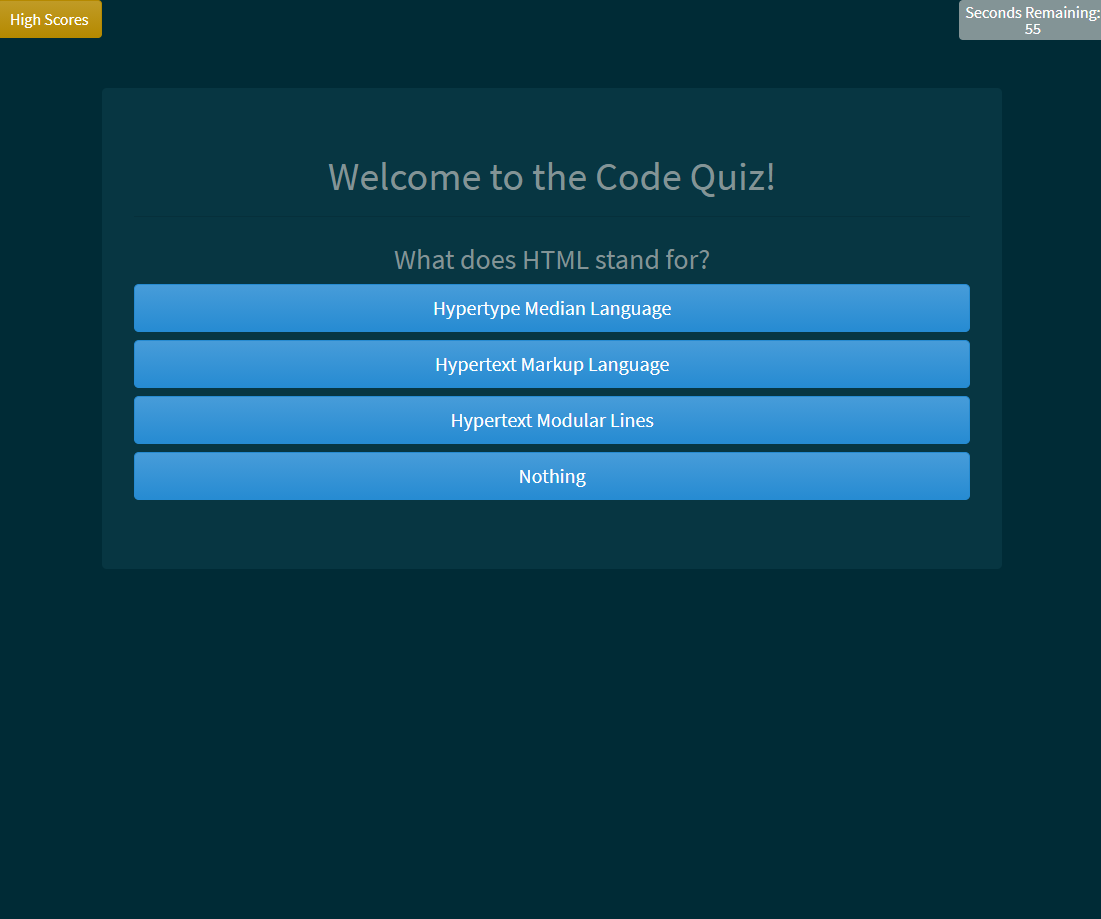 High Scores
Seconds Remaining:
55
Welcome to the Code Quiz!
What does HTML stand for?
Hypertype Median Language
Hypertext Markup Language
Hypertext Modular Lines
Nothing